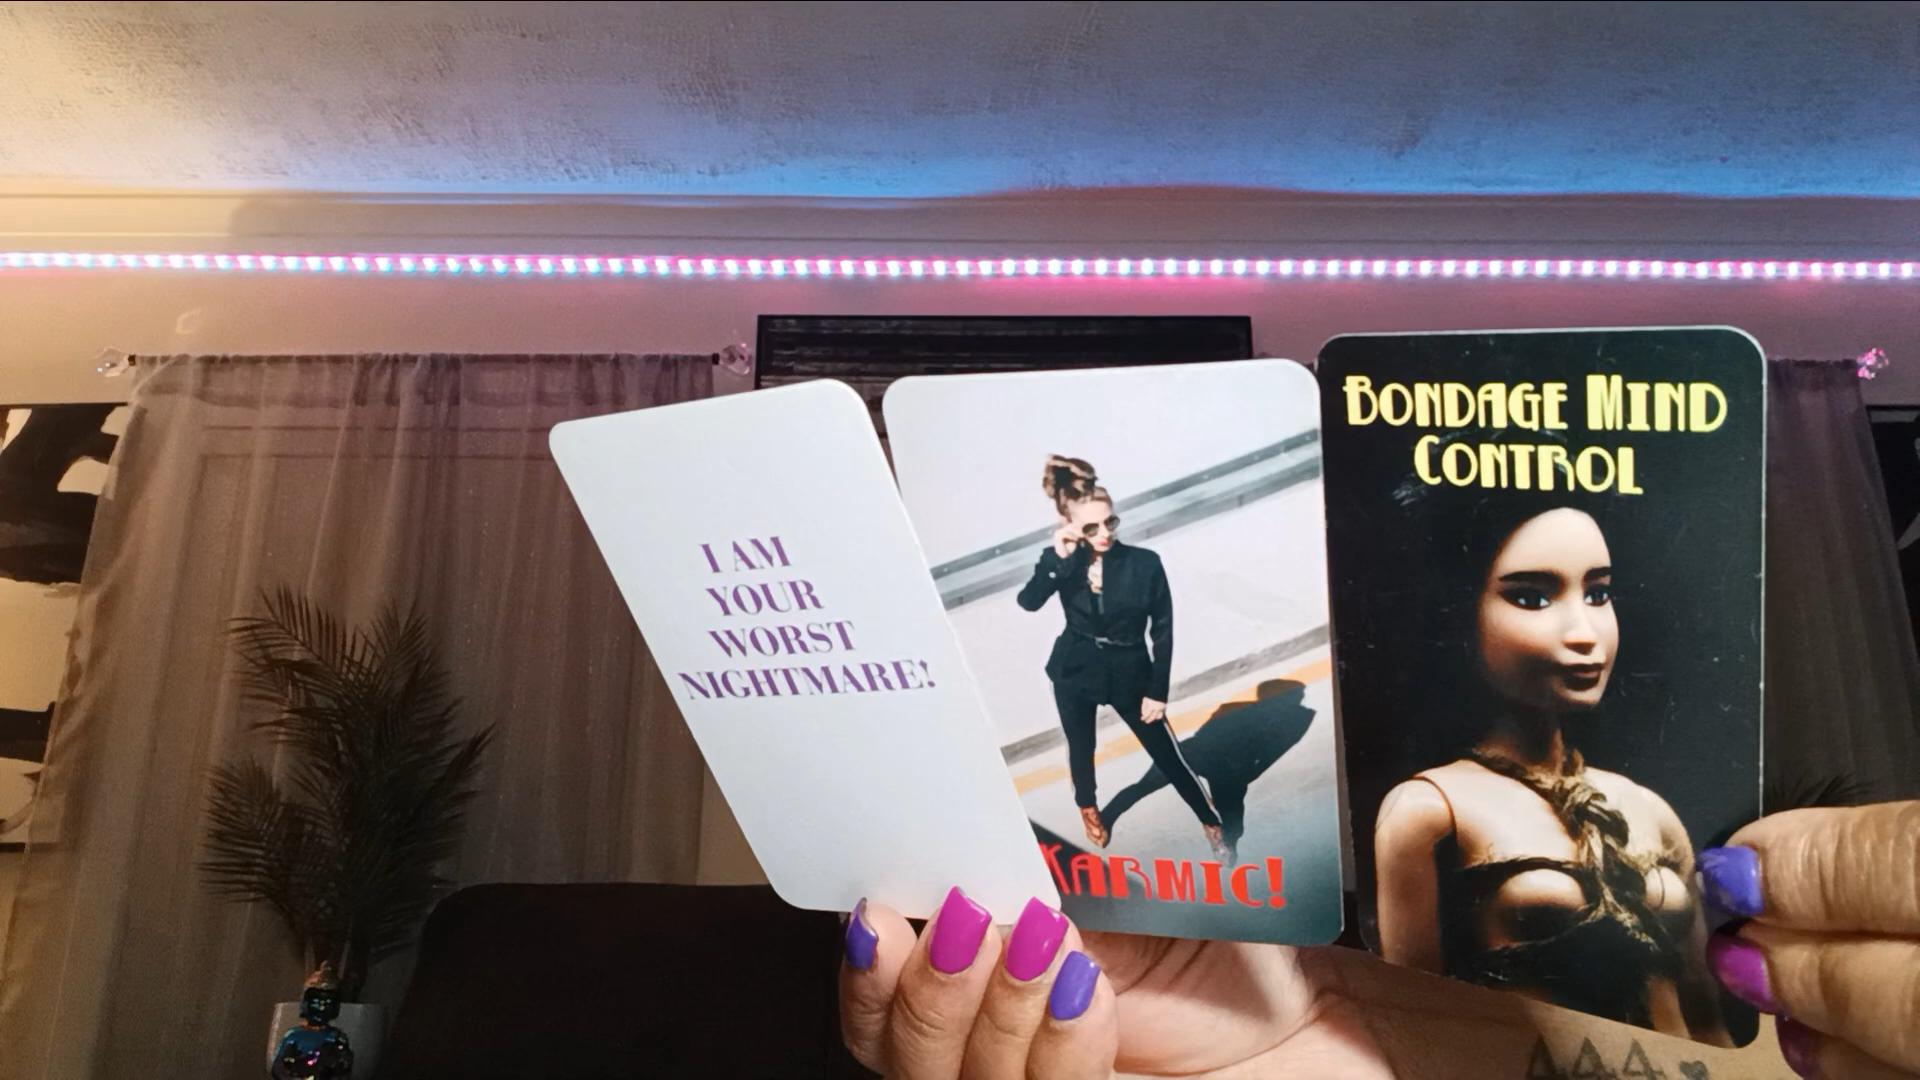 I AM
YOUR
WORST
NIGHTMARE!
KARMIC!
BONDAGE MIND
CONTROL